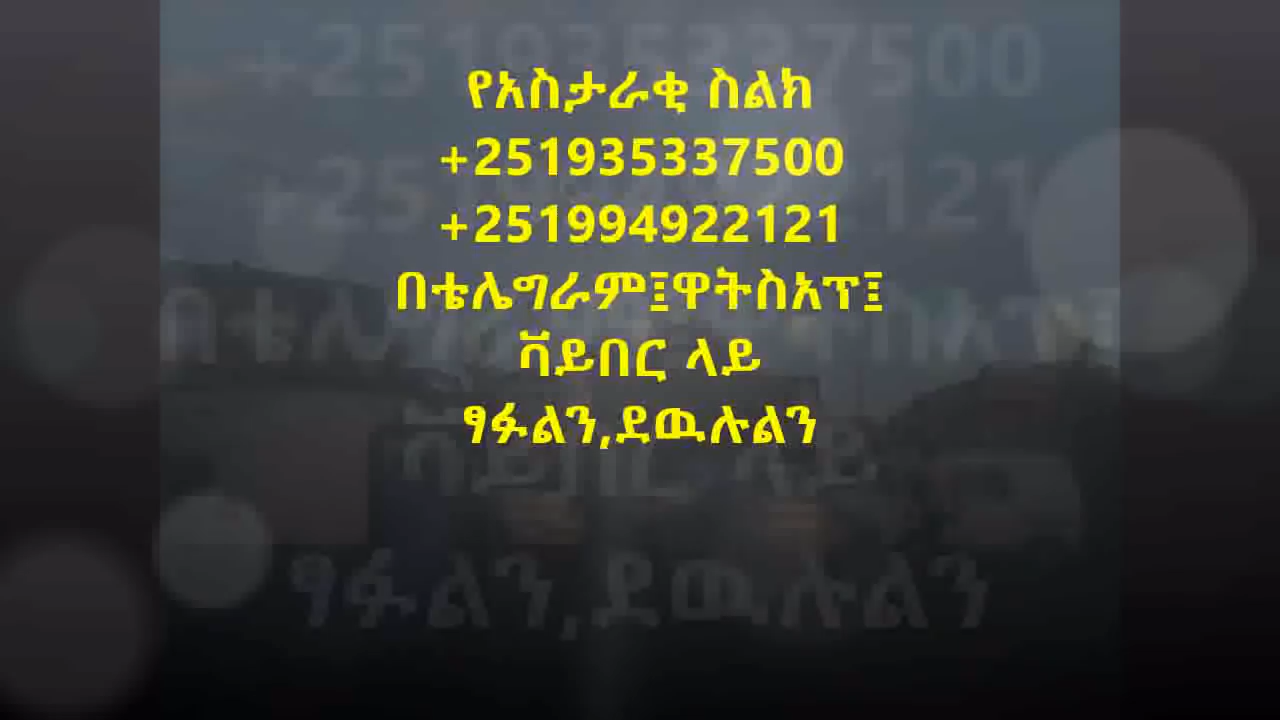 የአስታራቂ ስልክ
+251935337500
+251994922121
በቴሌግራም፤ዋትስአፕ፤
ቫይበር ላይ
ፃፉልን,ደዉሉልን